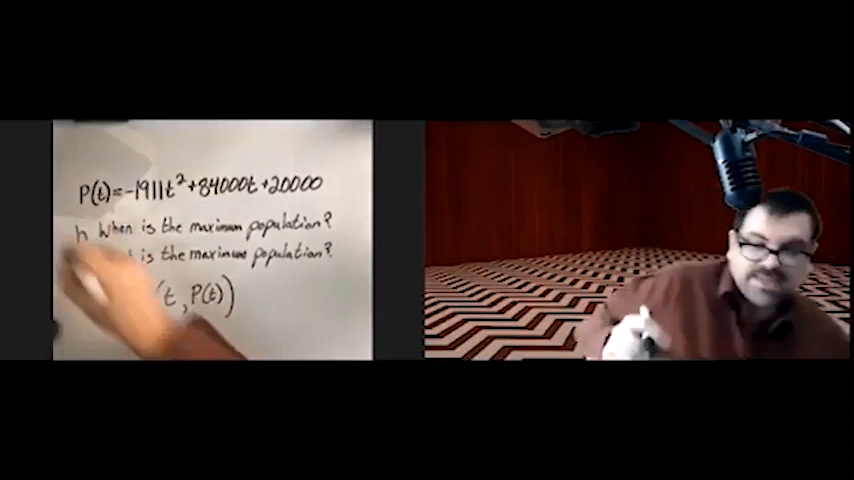 P(t)=-1911t²+84000t+20000
h When is the maximum population?
is the maximum population?
(t, P(t))